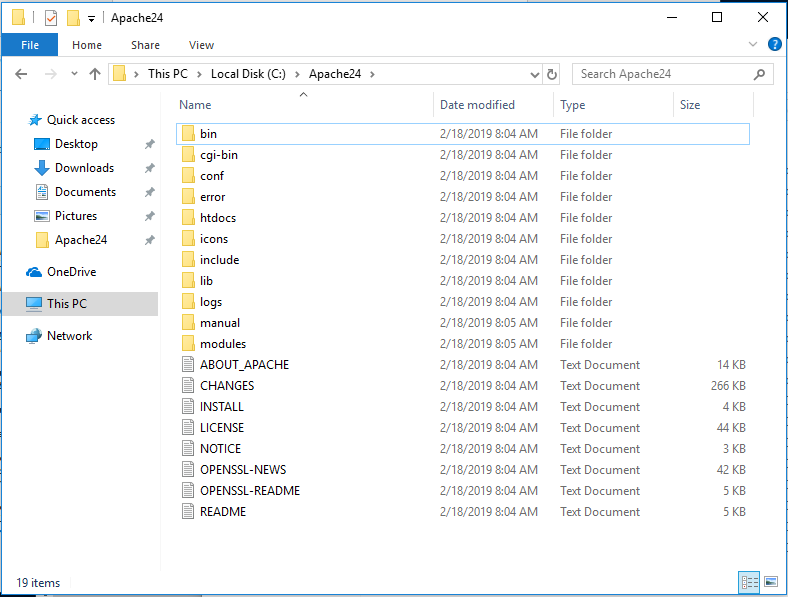 Apache24
File Home Share View
This PC Local Disk (C:) Apache24 Search Apache24
Name Date modified Type Size
Quick access
Desktop
Downloads
Documents
Pictures
Apache24
OneDrive
This PC
Network
bin 2/18/2019 8:04 AM File folder
cgi-bin 2/18/2019 8:04 AM File folder
conf 2/18/2019 8:04 AM File folder
error 2/18/2019 8:04 AM File folder
htdocs 2/18/2019 8:04 AM File folder
icons 2/18/2019 8:04 AM File folder
include 2/18/2019 8:04 AM File folder
lib 2/18/2019 8:04 AM File folder
logs 2/18/2019 8:04 AM File folder
manual 2/18/2019 8:05 AM File folder
modules 2/18/2019 8:05 AM File folder
ABOUT_APACHE 2/18/2019 8:04 AM Text Document 14 KB
CHANGES 2/18/2019 8:04 AM Text Document 266 KB
INSTALL 2/18/2019 8:04 AM Text Document 4 KB
LICENSE 2/18/2019 8:04 AM Text Document 44 KB
NOTICE 2/18/2019 8:04 AM Text Document 3 KB
OPENSSL-NEWS 2/18/2019 8:04 AM Text Document 42 KB
OPENSSL-README 2/18/2019 8:04 AM Text Document 5 KB
README 2/18/2019 8:04 AM Text Document 5 KB
19 items